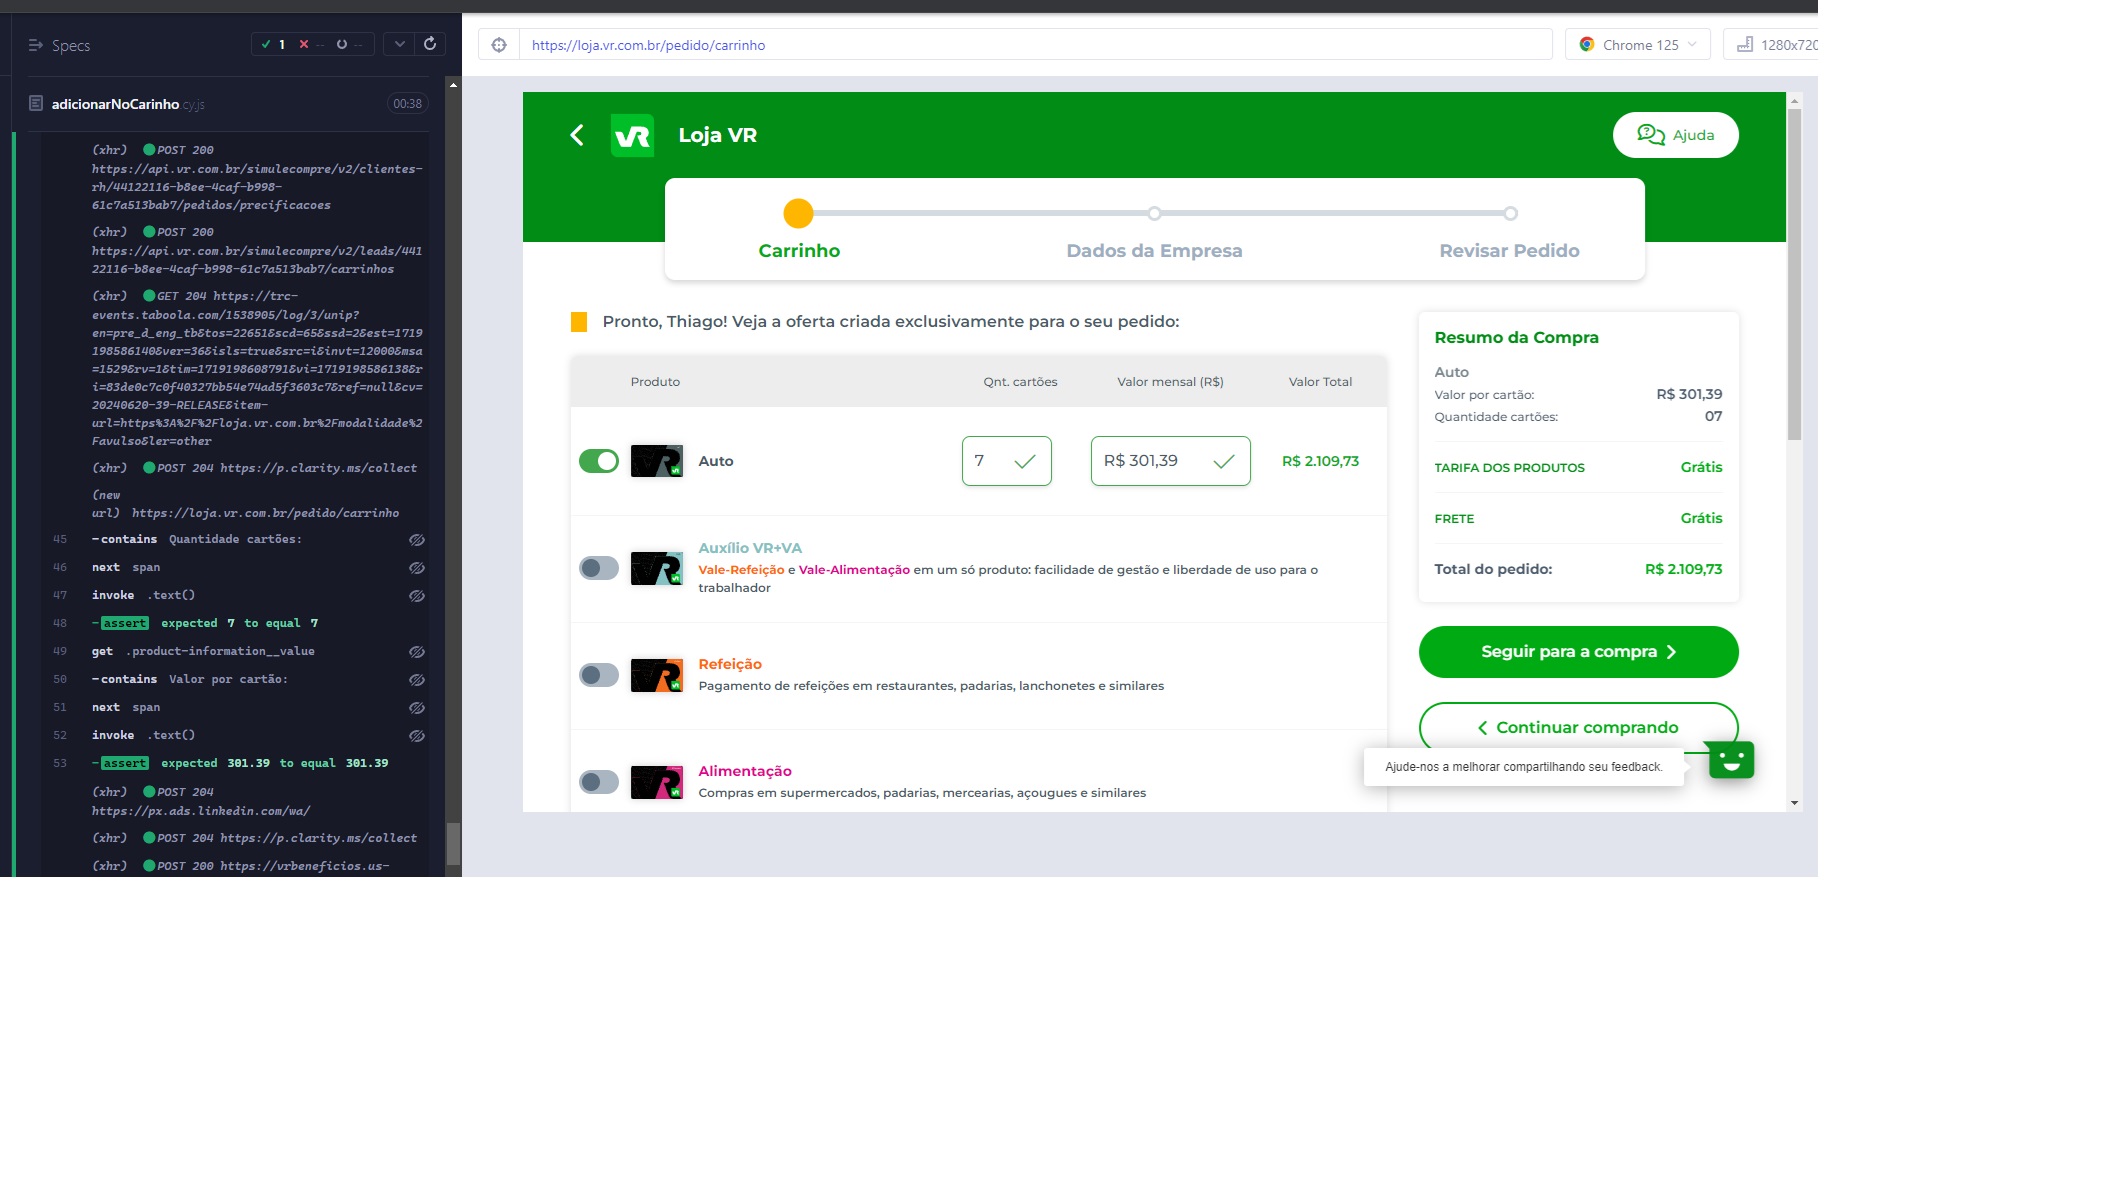 Specs
1
--
--
adicionarNoCarinho.cy.js
00:38
(xhr) POST 200
https://api.vr.com.br/simulecompre/v2/clientes-
rh/44122116-b8ee-4caf-b998-
61c7a513bab7/pedidos/precificacoes
(xhr) POST 200
https://api.vr.com.br/simulecompre/v2/leads/441
22116-b8ee-4caf-b998-61c7a513bab7/carrinhos
(xhr) GET 204 https://trc-
events.taboola.com/1538905/log/3/unip?
en=pre_d_eng_tb&tos=22651&scd=65&ssd=2&est=1719
198586140&ver=36&isls=true&src=i&invt=12000&msa
=1529&rv=1&tim=1719198608791&vi=1719198586138&r
i=83de0c7c0f40327bb54e74ad5f3603c7&ref=null&cv=
20240620-39-RELEASE&item-
url=https%3A%2F%2Floja.vr.com.br%2Fmodalidade%2
Favulso&ler=other
(xhr) POST 204 https://p.clarity.ms/collect
(new
url) https://loja.vr.com.br/pedido/carrinho
45 -contains Quantidade cartões:
46 next span
47 invoke .text()
48 -assert expected 7 to equal 7
49 get .product-information__value
50 -contains Valor por cartão:
51 next span
52 invoke .text()
53 -assert expected 301.39 to equal 301.39
(xhr) POST 204
https://px.ads.linkedin.com/wa/
(xhr) POST 204 https://p.clarity.ms/collect
(xhr) POST 200 https://vrbeneficios.us-
https://loja.vr.com.br/pedido/carrinho
Chrome 125
1280x720
VR
Loja VR
Ajuda
Carrinho
Dados da Empresa
Revisar Pedido
Pronto, Thiago! Veja a oferta criada exclusivamente para o seu pedido:
Produto
Qnt. cartões
Valor mensal (R$)
Valor Total
Auto
7
R$ 301,39
R$ 2.109,73
Auxílio VR+VA
Vale-Refeição e Vale-Alimentação em um só produto: facilidade de gestão e liberdade de uso para o
trabalhador
Refeição
Pagamento de refeições em restaurantes, padarias, lanchonetes e similares
Alimentação
Compras em supermercados, padarias, mercearias, açougues e similares
Resumo da Compra
Auto
Valor por cartão: R$ 301,39
Quantidade cartões: 07
TARIFA DOS PRODUTOS Grátis
FRETE Grátis
Total do pedido: R$ 2.109,73
Seguir para a compra
Continuar comprando
Ajude-nos a melhorar compartilhando seu feedback.